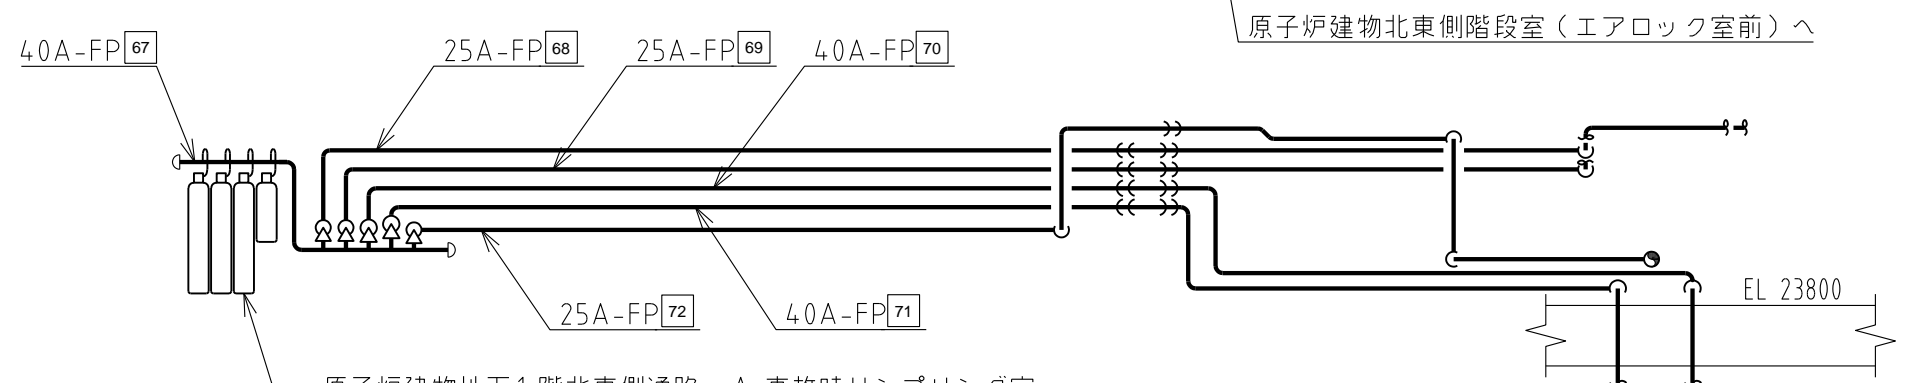 原子炉建物北東側階段室(エアロック室前)へ
40A-FP 67
25A-FP 68
25A-FP 69
40A-FP 70
EL 23800
25A-FP 72
40A-FP 71